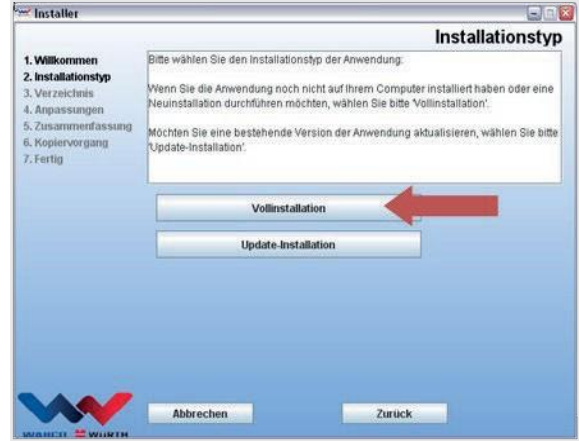 Installer
Installationstyp
1. Willkommen
2. Installationstyp
3. Verzeichnis
4. Anpassungen
5. Zusammenfassung
6. Kopiervorgang
7. Fertig
Bitte wählen Sie den Installationstyp der Anwendung:
Wenn Sie die Anwendung noch nicht auf Ihrem Computer installiert haben oder eine
Neuinstallation durchführen möchten, wählen Sie bitte 'Vollinstallation'.
Möchten Sie eine bestehende Version der Anwendung aktualisieren, wählen Sie bitte
'Update-Installation'.
Vollinstallation
Update-Installation
Abbrechen
Zurück
WABCO WÜRTH